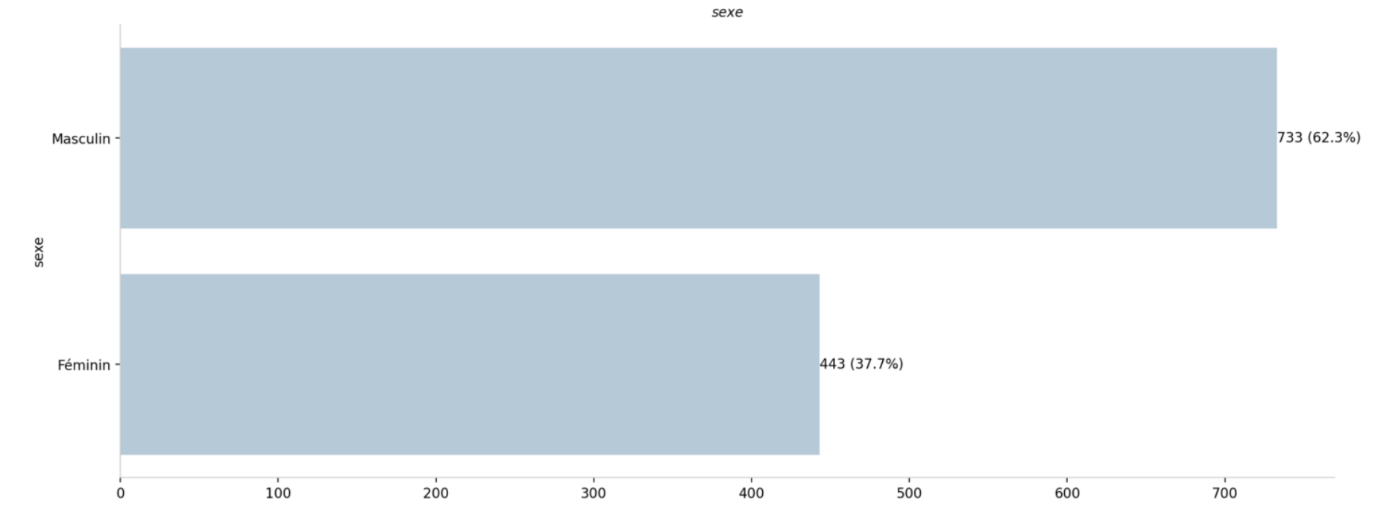 sexe
Masculin
733 (62.3%)
sexe
Féminin
443 (37.7%)
0 100 200 300 400 500 600 700